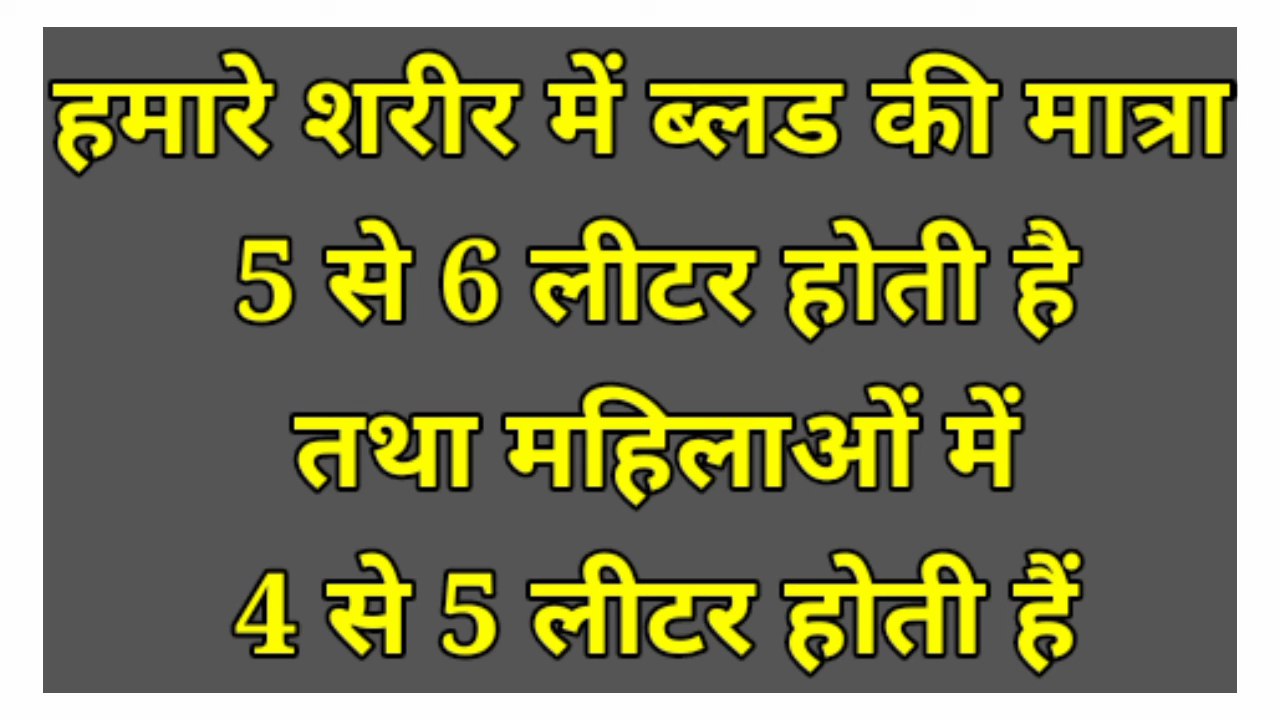 हमारे शरीर में ब्लड की मात्रा
5 से 6 लीटर होती है
तथा महिलाओं में
4 से 5 लीटर होती हैं